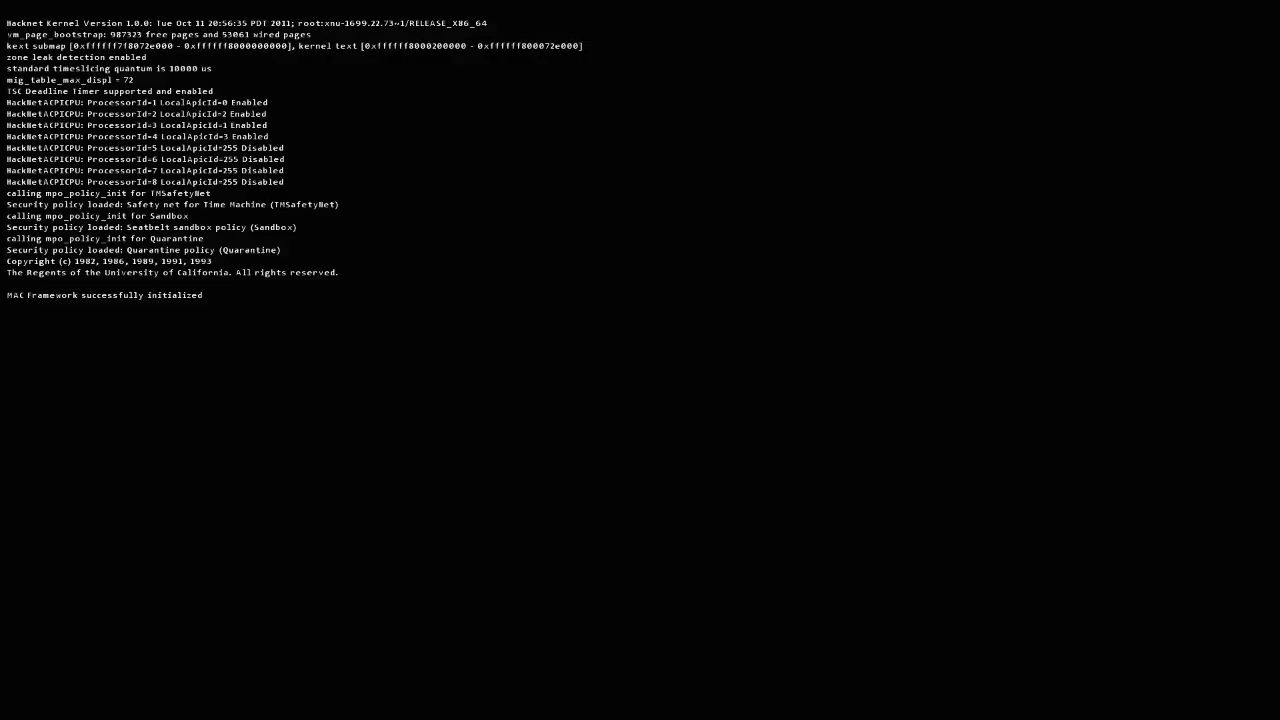 Hacknet Kernel Version 1.0.0: Tue Oct 11 20:56:35 PDT 2011; root:xnu-1699.22.73~1/RELEASE_X86_64
vm_page_bootstrap: 987323 free pages and 53061 wired pages
kext submap [0xffffff7f8072e000 - 0xffffff8000000000], kernel text [0xffffff8000200000 - 0xffffff800072e000]
zone leak detection enabled
standard timeslicing quantum is 10000 us
mig_table_max_displ = 72
TSC Deadline Timer supported and enabled
HackNetACPICPU: ProcessorId=1 LocalApicId=0 Enabled
HackNetACPICPU: ProcessorId=2 LocalApicId=2 Enabled
HackNetACPICPU: ProcessorId=3 LocalApicId=1 Enabled
HackNetACPICPU: ProcessorId=4 LocalApicId=3 Enabled
HackNetACPICPU: ProcessorId=5 LocalApicId=255 Disabled
HackNetACPICPU: ProcessorId=6 LocalApicId=255 Disabled
HackNetACPICPU: ProcessorId=7 LocalApicId=255 Disabled
HackNetACPICPU: ProcessorId=8 LocalApicId=255 Disabled
calling mpo_policy_init for TMSafetyNet
Security policy loaded: Safety net for Time Machine (TMSafetyNet)
calling mpo_policy_init for Sandbox
Security policy loaded: Seatbelt sandbox policy (Sandbox)
calling mpo_policy_init for Quarantine
Security policy loaded: Quarantine policy (Quarantine)
Copyright (c) 1982, 1986, 1989, 1991, 1993
The Regents of the University of California. All rights reserved.
MAC Framework successfully initialized